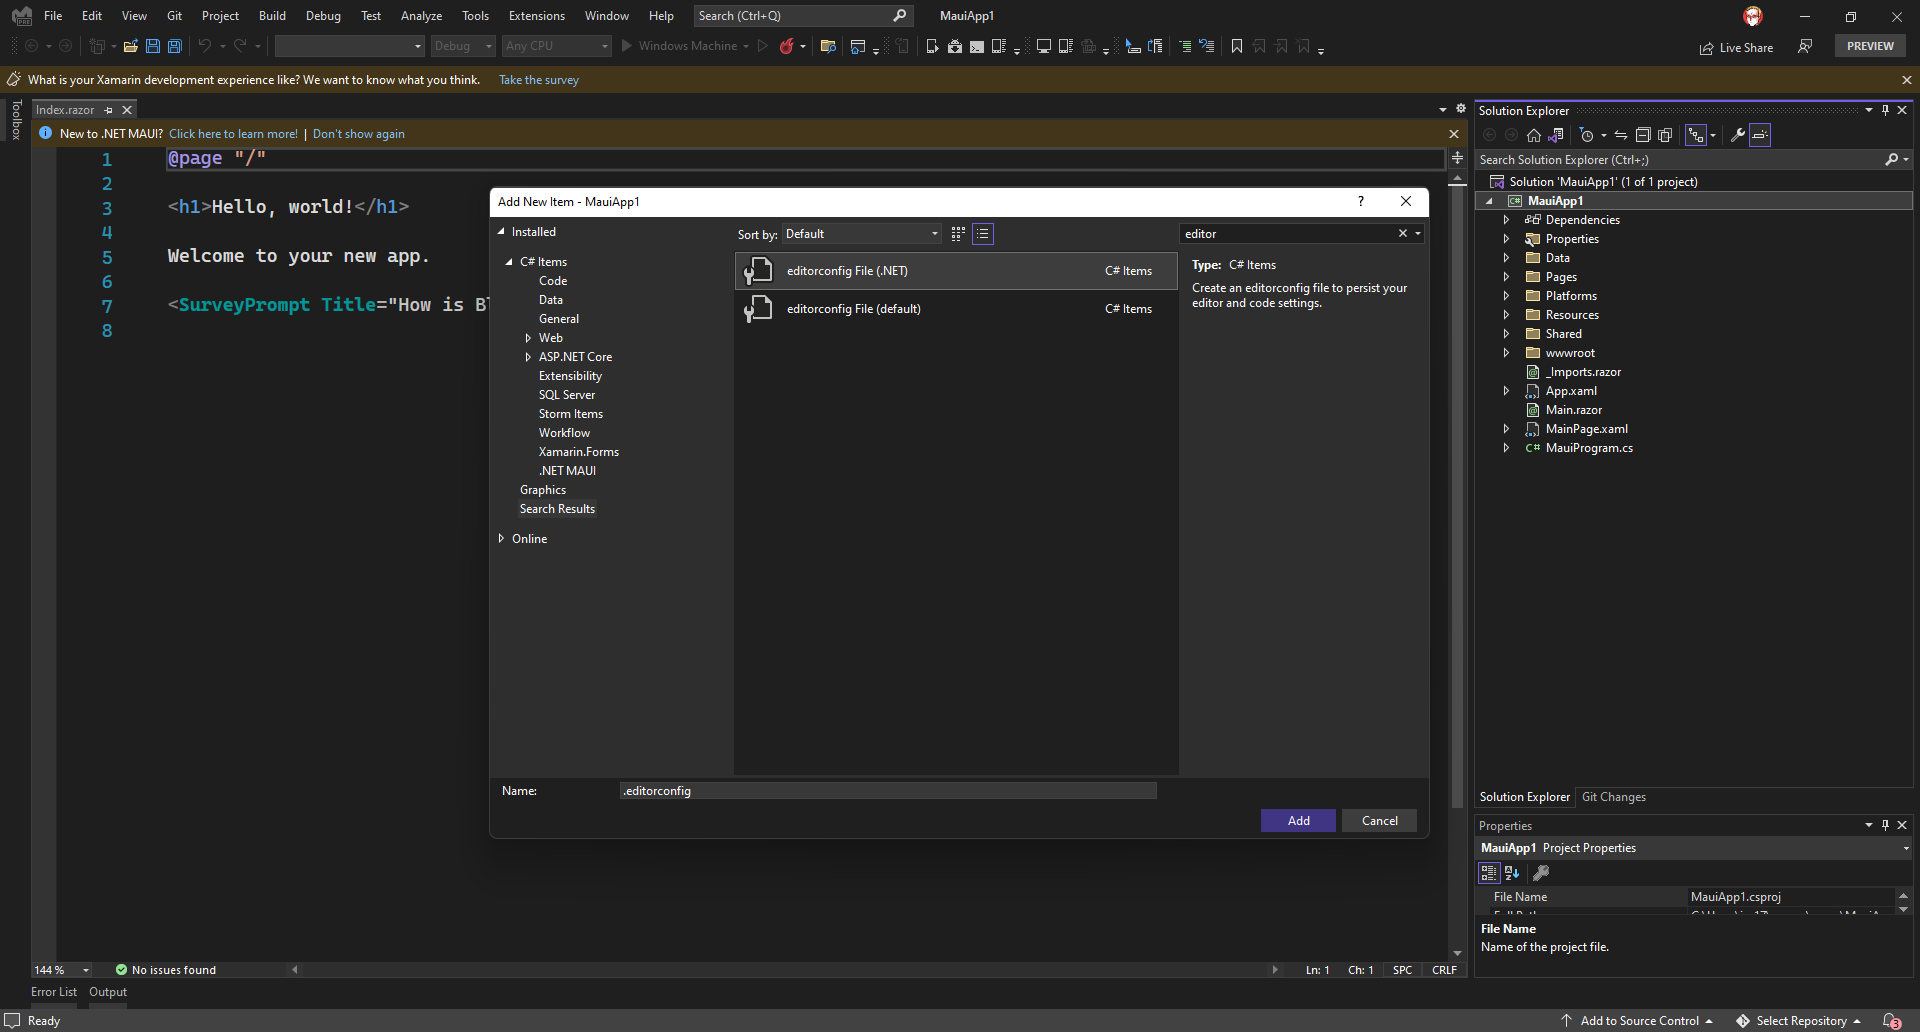 File Edit View Git Project Build Debug Test Analyze Tools Extensions Window Help Search (Ctrl+Q) MauiApp1
Debug Any CPU Windows Machine Live Share PREVIEW
What is your Xamarin development experience like? We want to know what you think. Take the survey
Toolbox
Index.razor
New to .NET MAUI? Click here to learn more! | Don't show again
1 @page "/"
2
3 <h1>Hello, world!</h1>
4
5 Welcome to your new app.
6
7 <SurveyPrompt Title="How is Bl
8
Add New Item - MauiApp1 ?
Installed
C# Items
Code
Data
General
Web
ASP.NET Core
Extensibility
SQL Server
Storm Items
Workflow
Xamarin.Forms
.NET MAUI
Graphics
Search Results
Online
Sort by: Default
editorconfig File (.NET) C# Items
editorconfig File (default) C# Items
editor
Type: C# Items
Create an editorconfig file to persist your
editor and code settings.
Name: .editorconfig
Add Cancel
144 % No issues found Ln: 1 Ch: 1 SPC CRLF
Error List Output
Solution Explorer
Search Solution Explorer (Ctrl+;)
Solution 'MauiApp1' (1 of 1 project)
C# MauiApp1
Dependencies
Properties
Data
Pages
Platforms
Resources
Shared
wwwroot
_Imports.razor
App.xaml
Main.razor
MainPage.xaml
C# MauiProgram.cs
Solution Explorer Git Changes
Properties
MauiApp1 Project Properties
File Name MauiApp1.csproj
File Name
Name of the project file.
Ready Add to Source Control Select Repository 3